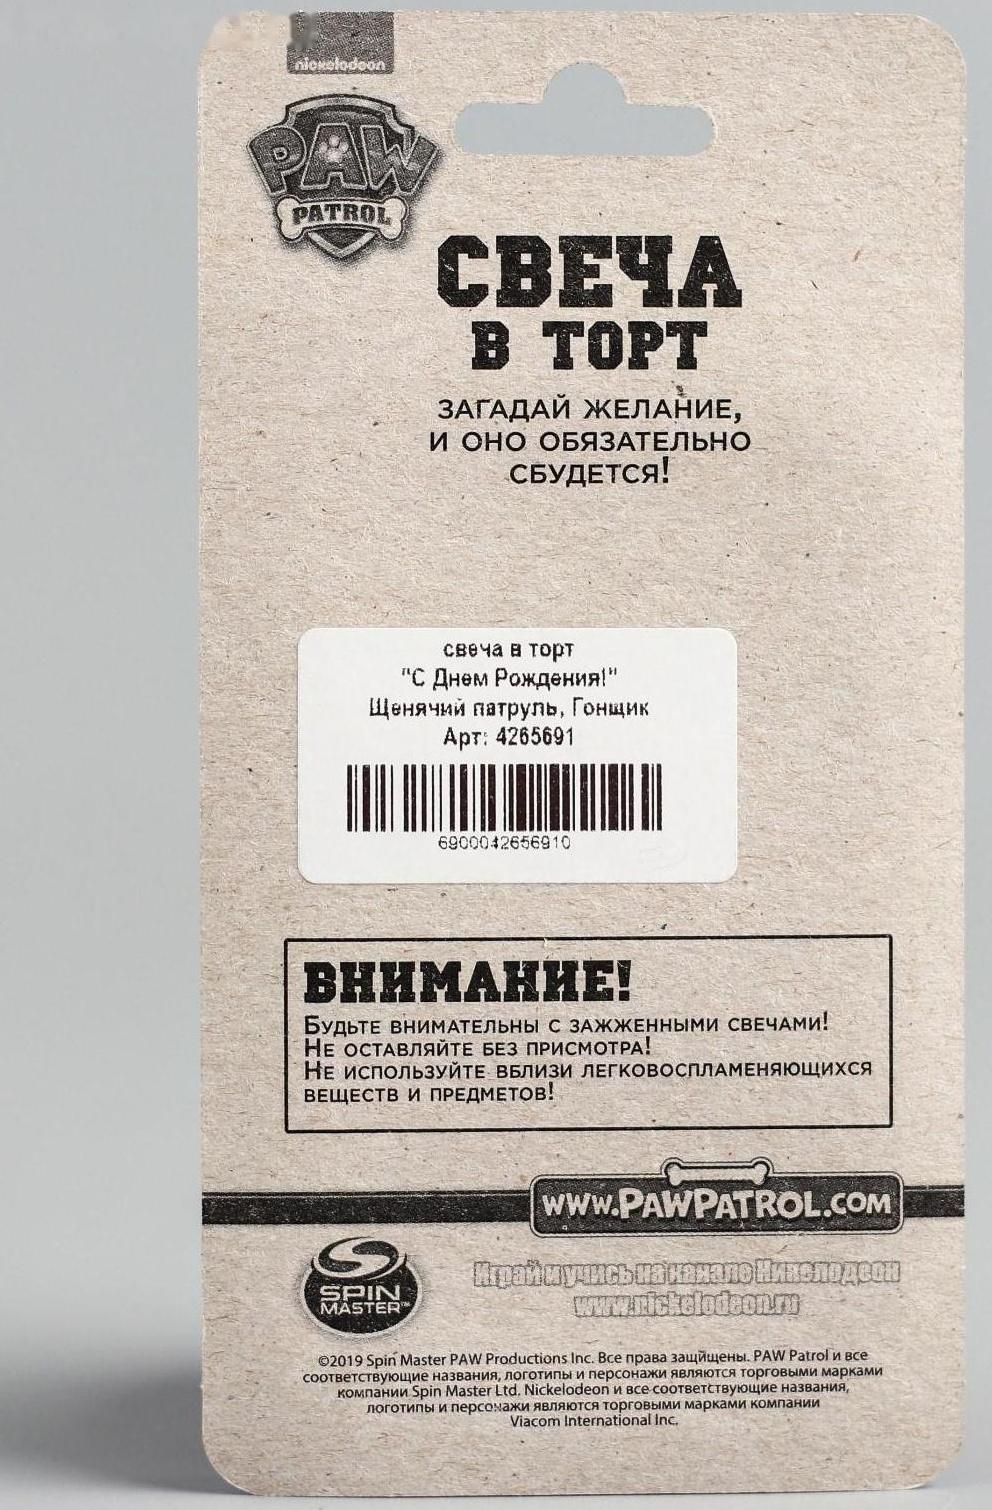 nickelodeon
PAW
PATROL
СВЕЧА
В ТОРТ
ЗАГАДАЙ ЖЕЛАНИЕ,
И ОНО ОБЯЗАТЕЛЬНО
СБУДЕТСЯ!
свеча в торт
"С Днем Рождения!"
Щенячий патруль, Гонщик
Арт: 4265691
6900042656910
ВНИМАНИЕ!
БУДЬТЕ ВНИМАТЕЛЬНЫ С ЗАЖЖЕННЫМИ СВЕЧАМИ!
НЕ ОСТАВЛЯЙТЕ БЕЗ ПРИСМОТРА!
НЕ ИСПОЛЬЗУЙТЕ ВБЛИЗИ ЛЕГКОВОСПЛАМЕНЯЮЩИХСЯ
ВЕЩЕСТВ И ПРЕДМЕТОВ!
WWW.PAWPATROL.COM
SPIN
MASTER™
Играй и учись на канале Никелодеон
www.nickelodeon.ru
©2019 Spin Master PAW Productions Inc. Все права защищены. PAW Patrol и все
соответствующие названия, логотипы и персонажи являются торговыми марками
компании Spin Master Ltd. Nickelodeon и все соответствующие названия,
логотипы и персонажи являются торговыми марками компании
Viacom International Inc.